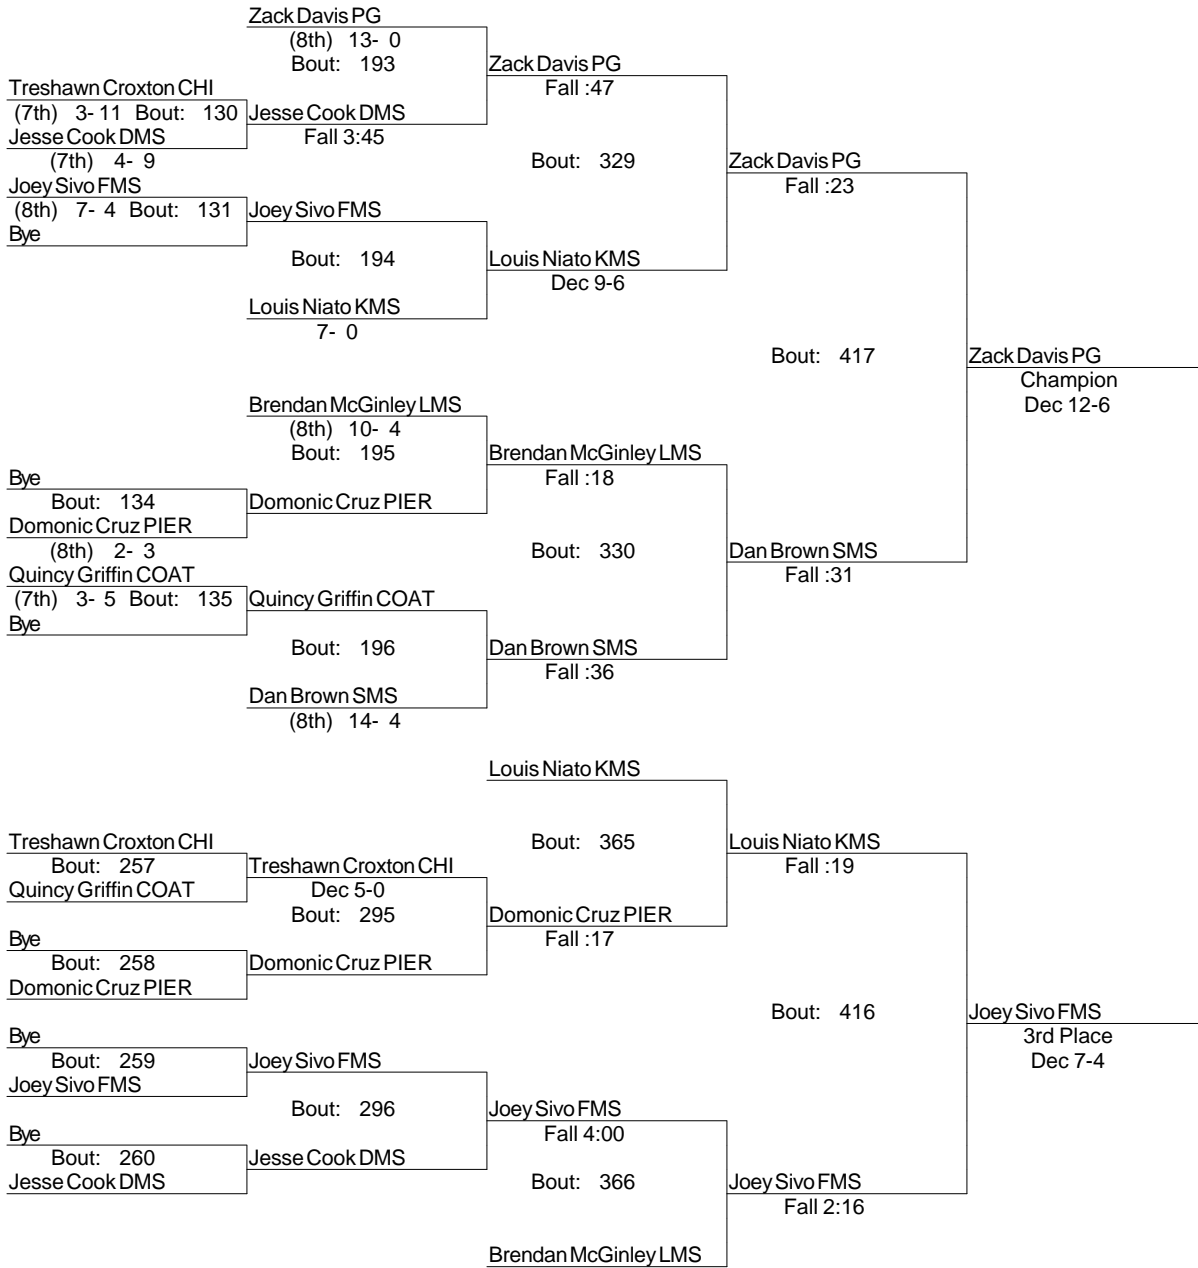 Zack Davis PG
(8th) 13- 0
Bout: 193 Zack Davis PG
Treshawn Croxton CHI Fall :47
(7th) 3- 11 Bout: 130 Jesse Cook DMS
Jesse Cook DMS Fall 3:45
(7th) 4- 9 Bout: 329 Zack Davis PG
Joey Sivo FMS Fall :23
(8th) 7- 4 Bout: 131 Joey Sivo FMS
Bye
Bout: 194 Louis Niato KMS
Dec 9-6
Louis Niato KMS
7- 0
Bout: 417 Zack Davis PG
Champion
Brendan McGinley LMS Dec 12-6
(8th) 10- 4
Bout: 195 Brendan McGinley LMS
Bye Fall :18
Bout: 134 Domonic Cruz PIER
Domonic Cruz PIER
(8th) 2- 3 Bout: 330 Dan Brown SMS
Quincy Griffin COAT Fall :31
(7th) 3- 5 Bout: 135 Quincy Griffin COAT
Bye
Bout: 196 Dan Brown SMS
Fall :36
Dan Brown SMS
(8th) 14- 4
Louis Niato KMS
Treshawn Croxton CHI Bout: 365 Louis Niato KMS
Bout: 257 Treshawn Croxton CHI Fall :19
Quincy Griffin COAT Dec 5-0
Bout: 295 Domonic Cruz PIER
Bye Fall :17
Bout: 258 Domonic Cruz PIER
Domonic Cruz PIER
Bout: 416 Joey Sivo FMS
Bye 3rd Place
Bout: 259 Joey Sivo FMS Dec 7-4
Joey Sivo FMS
Bout: 296 Joey Sivo FMS
Bye Fall 4:00
Bout: 260 Jesse Cook DMS
Jesse Cook DMS Bout: 366 Joey Sivo FMS
Fall 2:16
Brendan McGinley LMS